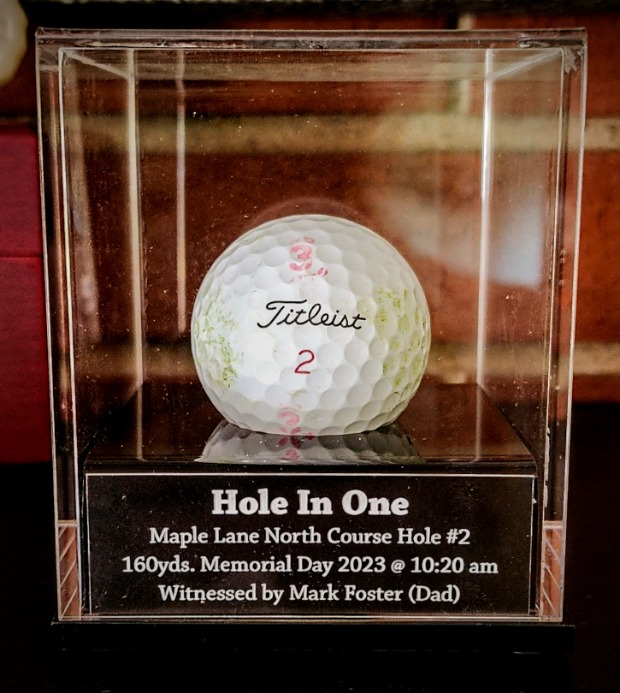 Titleist
2
Hole In One
Maple Lane North Course Hole #2
160yds. Memorial Day 2023 @ 10:20 am
Witnessed by Mark Foster (Dad)